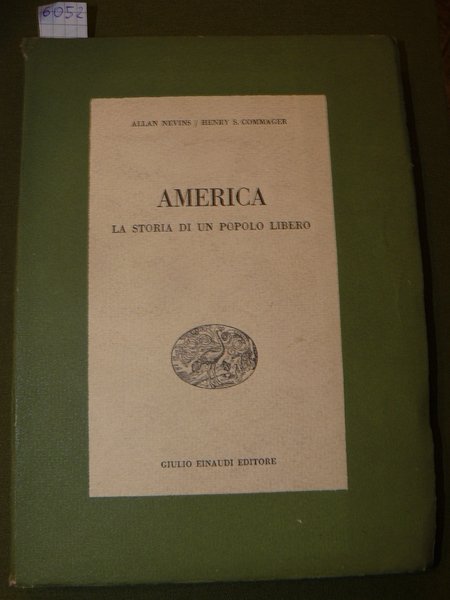 6052
ALLAN NEVINS / HENRY S. COMMAGER
AMERICA
LA STORIA DI UN POPOLO LIBERO
GIULIO EINAUDI EDITORE